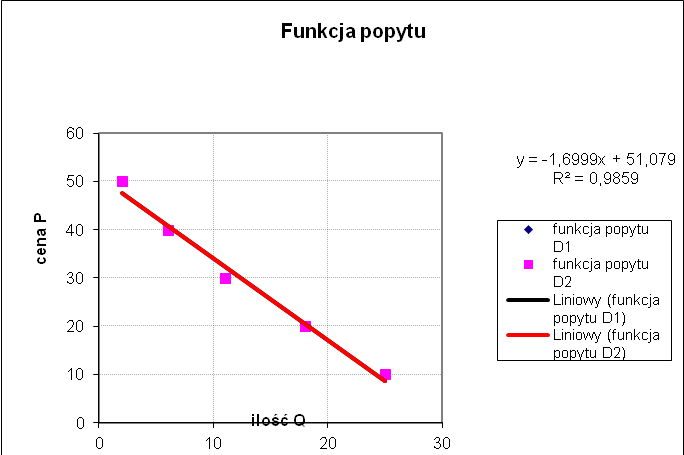 Funkcja popytu
60
50
40
30
20
10
0
cena P
ilość Q
0 10 20 30
y = -1,6999x + 51,079
R² = 0,9859
funkcja popytu
D1
funkcja popytu
D2
Liniowy (funkcja
popytu D1)
Liniowy (funkcja
popytu D2)